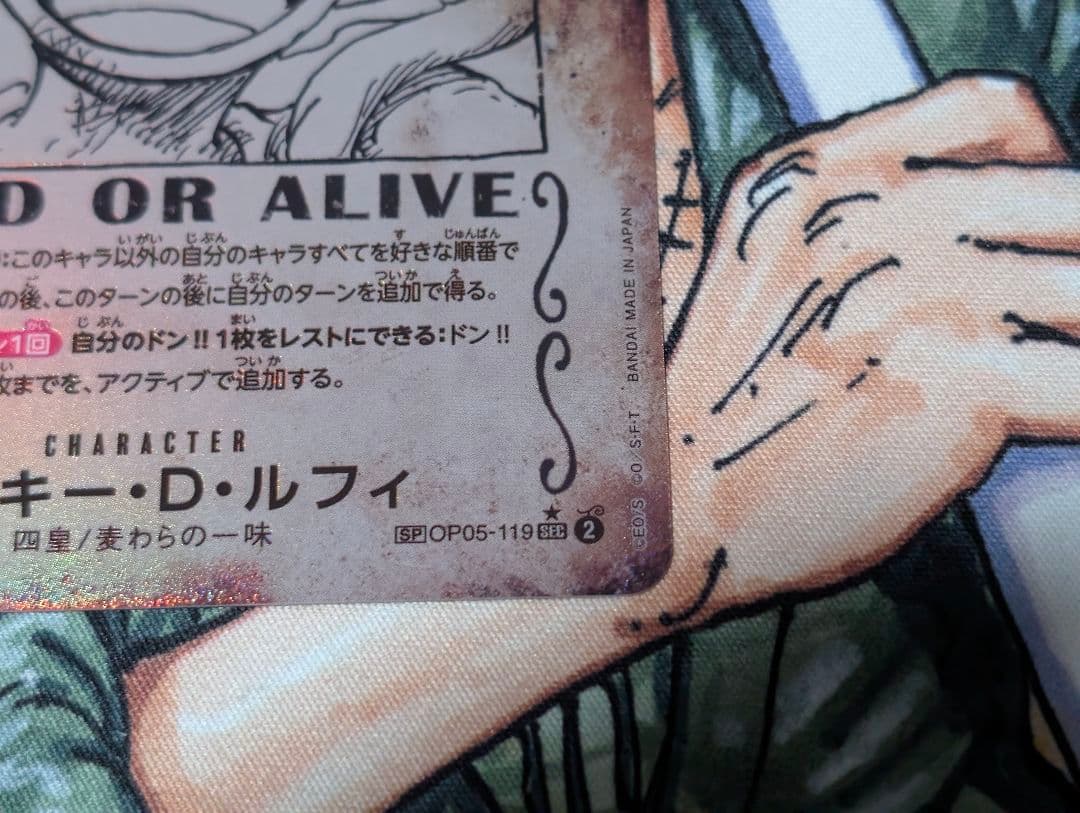 D OR ALIVE
:このキャラ以外の自分のキャラすべてを好きな順番で
の後、このターンの後に自分のターンを追加で得る。
ン1回 自分のドン!!1枚をレストにできる:ドン!!
枚までを、アクティブで追加する。
CHARACTER
キー・D・ルフィ
四皇/麦わらの一味
SP OP05-119 SEC 2
©EO/S ©O/S・F・T BANDAI MADE IN JAPAN